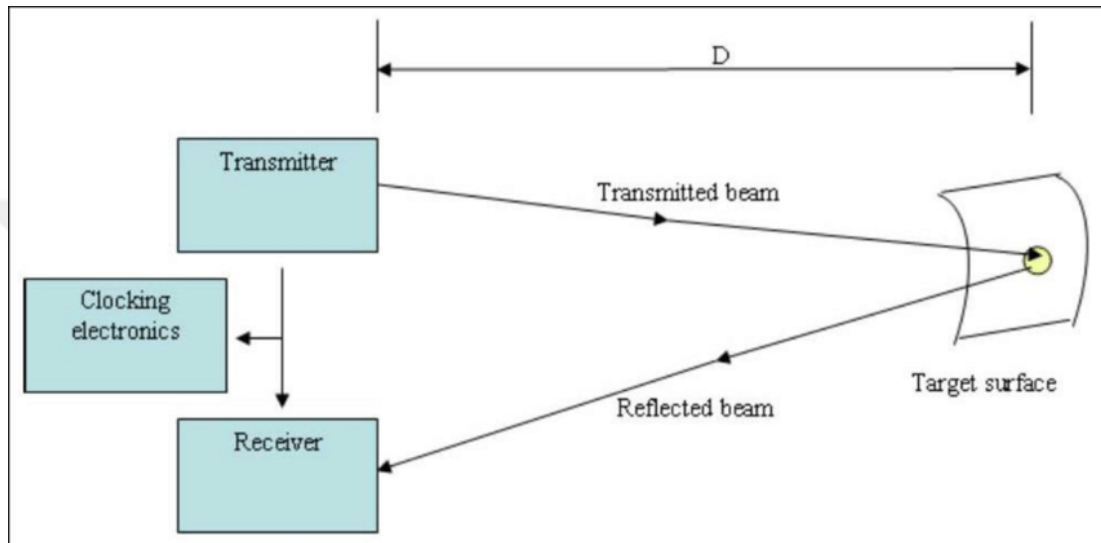 D
Transmitter
Transmitted beam
Clocking
electronics
Target surface
Reflected beam
Receiver